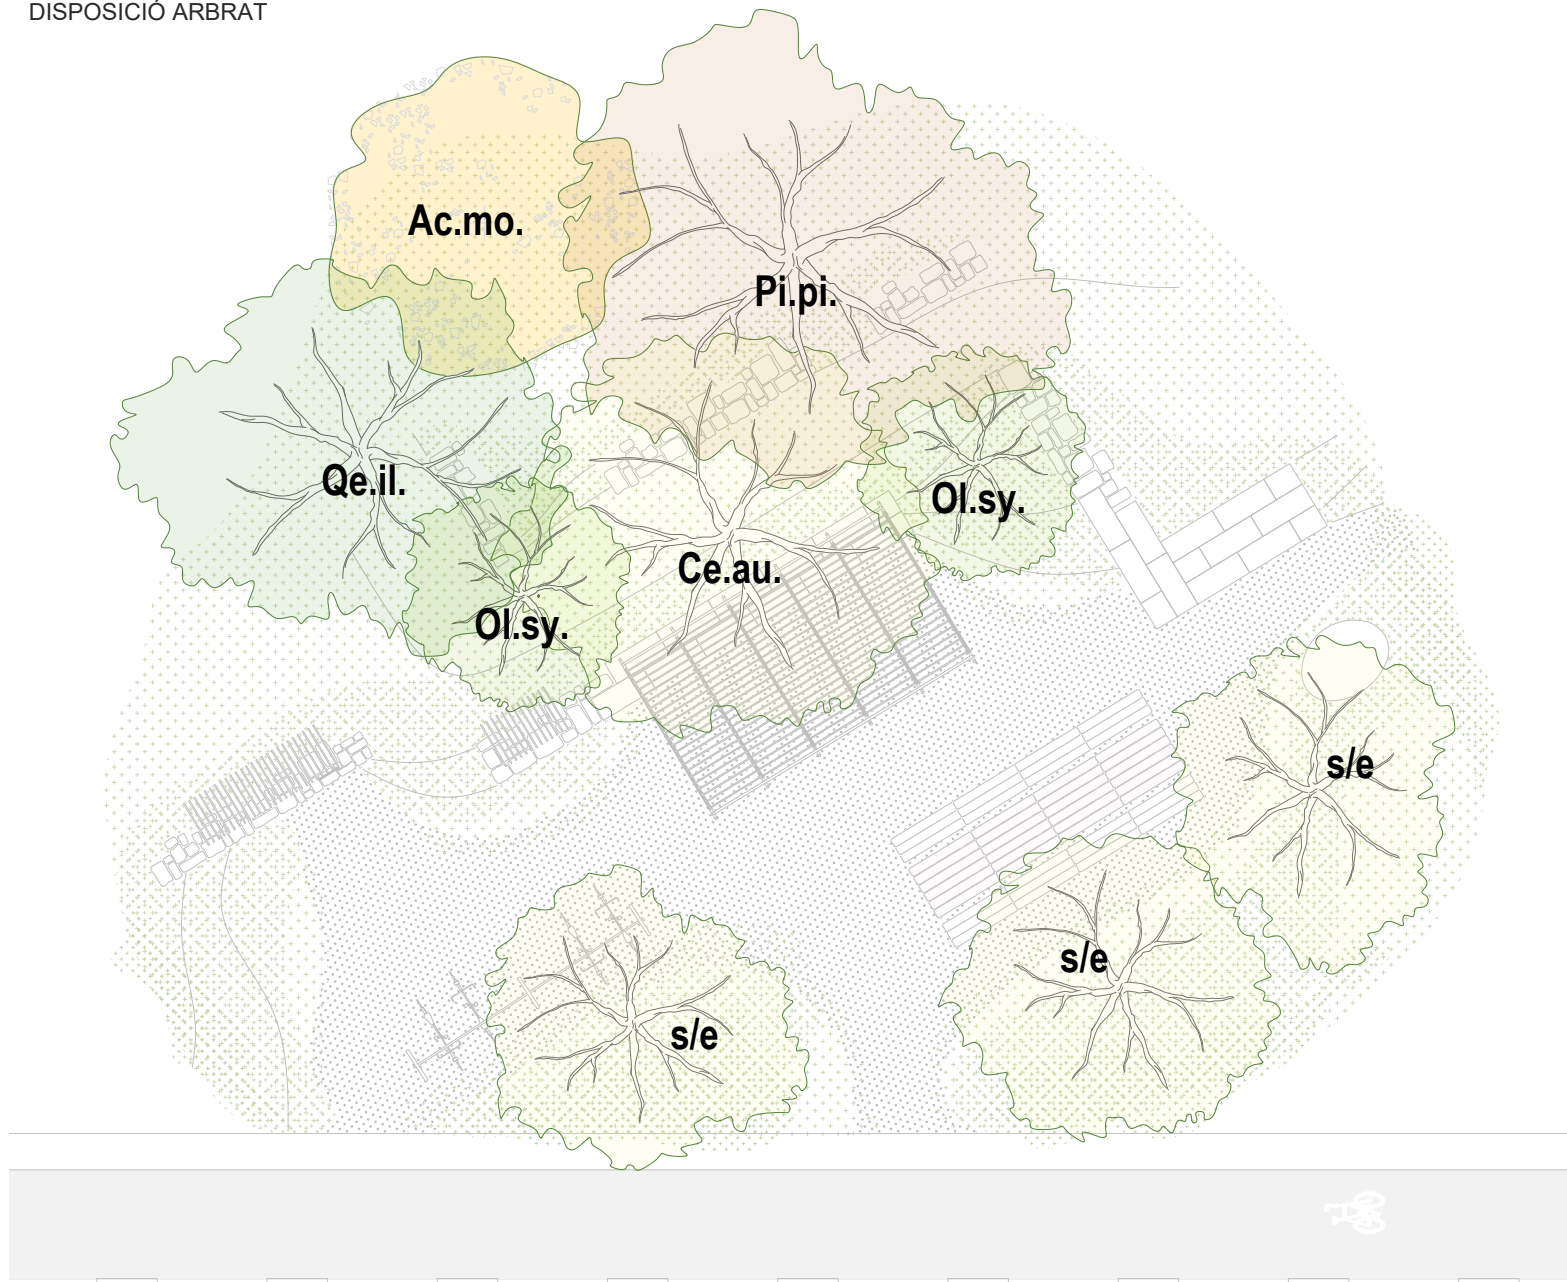 DISPOSICIÓ ARBRAT
Ac.mo.
Pi.pi.
Qe.il.
Ol.sy.
Ce.au.
Ol.sy.
s/e
s/e
s/e